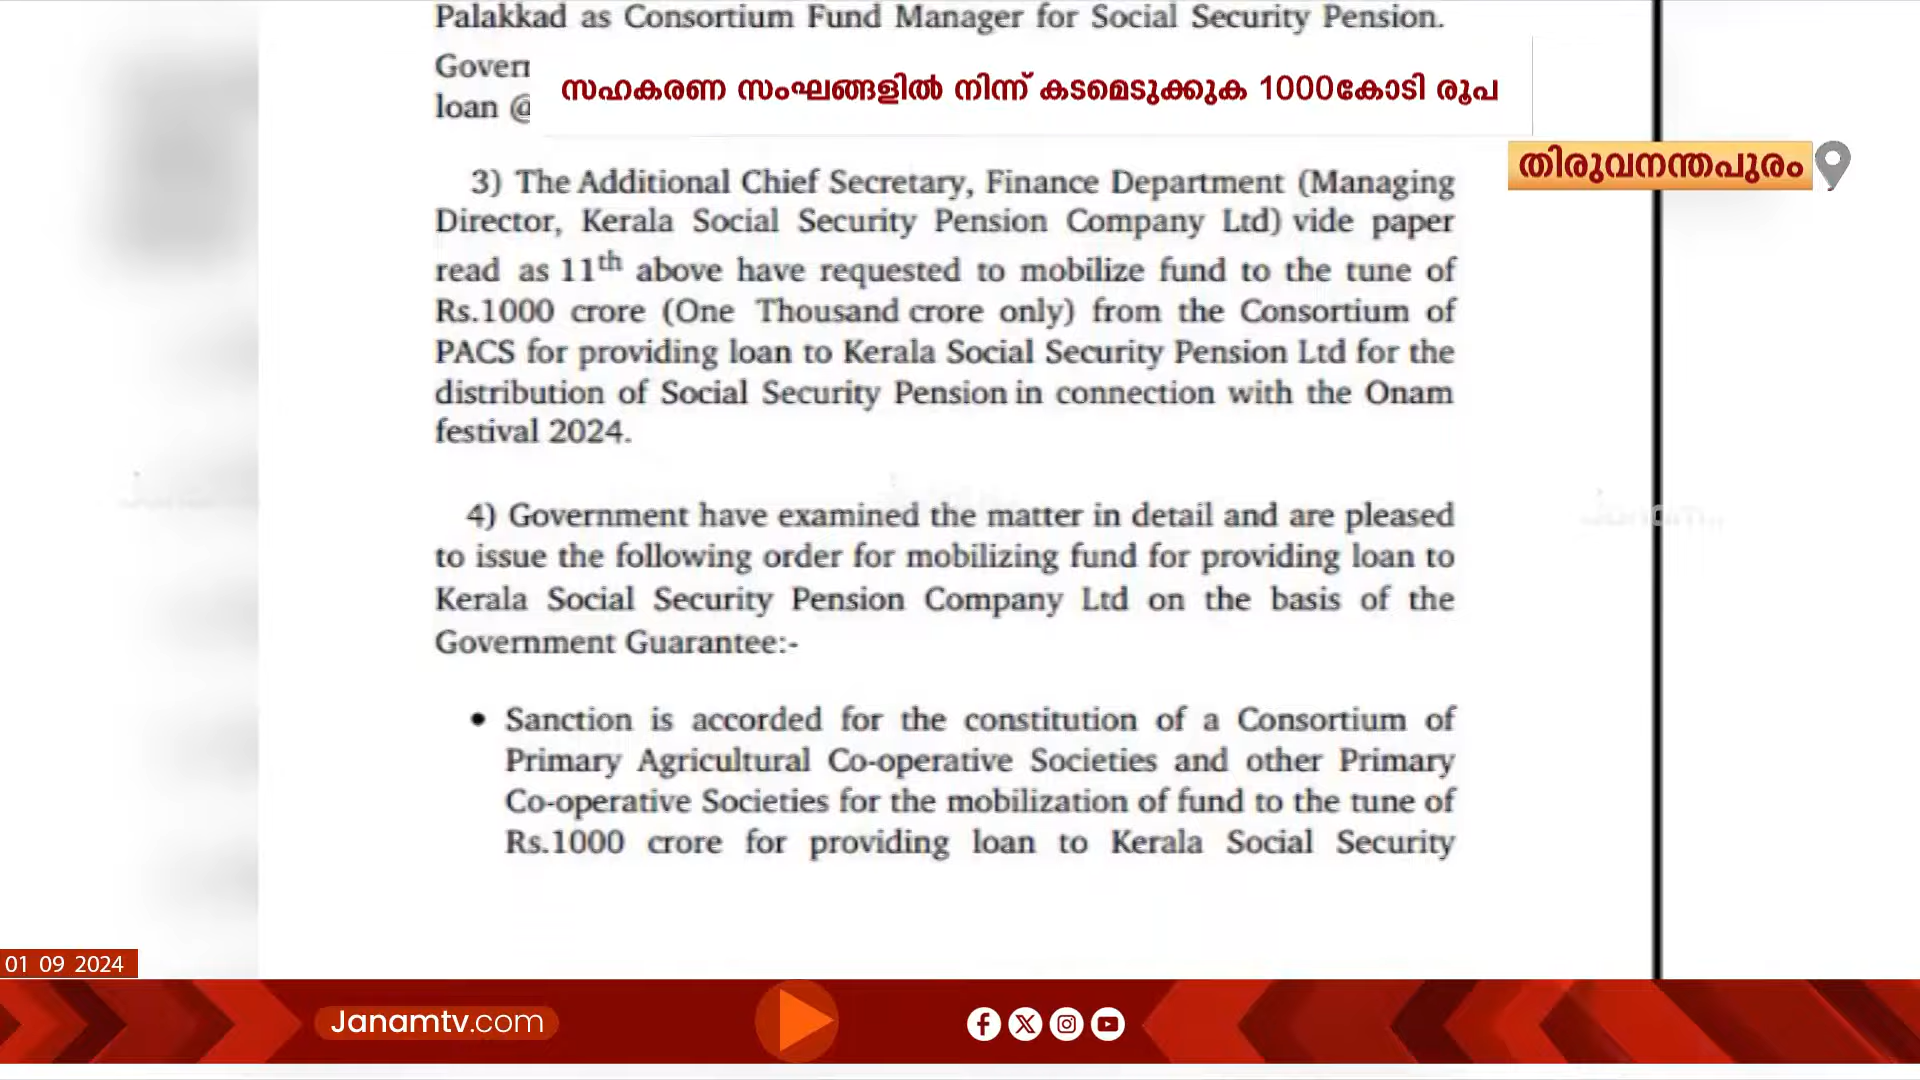 Palakkad as Consortium Fund Manager for Social Security Pension.
Govern
loan @
സഹകരണ സംഘങ്ങളിൽ നിന്ന് കടമെടുക്കുക 1000കോടി രൂപ
തിരുവനന്തപുരം
3) The Additional Chief Secretary, Finance Department (Managing
Director, Kerala Social Security Pension Company Ltd) vide paper
read as 11th above have requested to mobilize fund to the tune of
Rs.1000 crore (One Thousand crore only) from the Consortium of
PACS for providing loan to Kerala Social Security Pension Ltd for the
distribution of Social Security Pension in connection with the Onam
festival 2024.
4) Government have examined the matter in detail and are pleased
to issue the following order for mobilizing fund for providing loan to
Kerala Social Security Pension Company Ltd on the basis of the
Government Guarantee:-
• Sanction is accorded for the constitution of a Consortium of
Primary Agricultural Co-operative Societies and other Primary
Co-operative Societies for the mobilization of fund to the tune of
Rs.1000 crore for providing loan to Kerala Social Security
01 09 2024
Janamtv.com